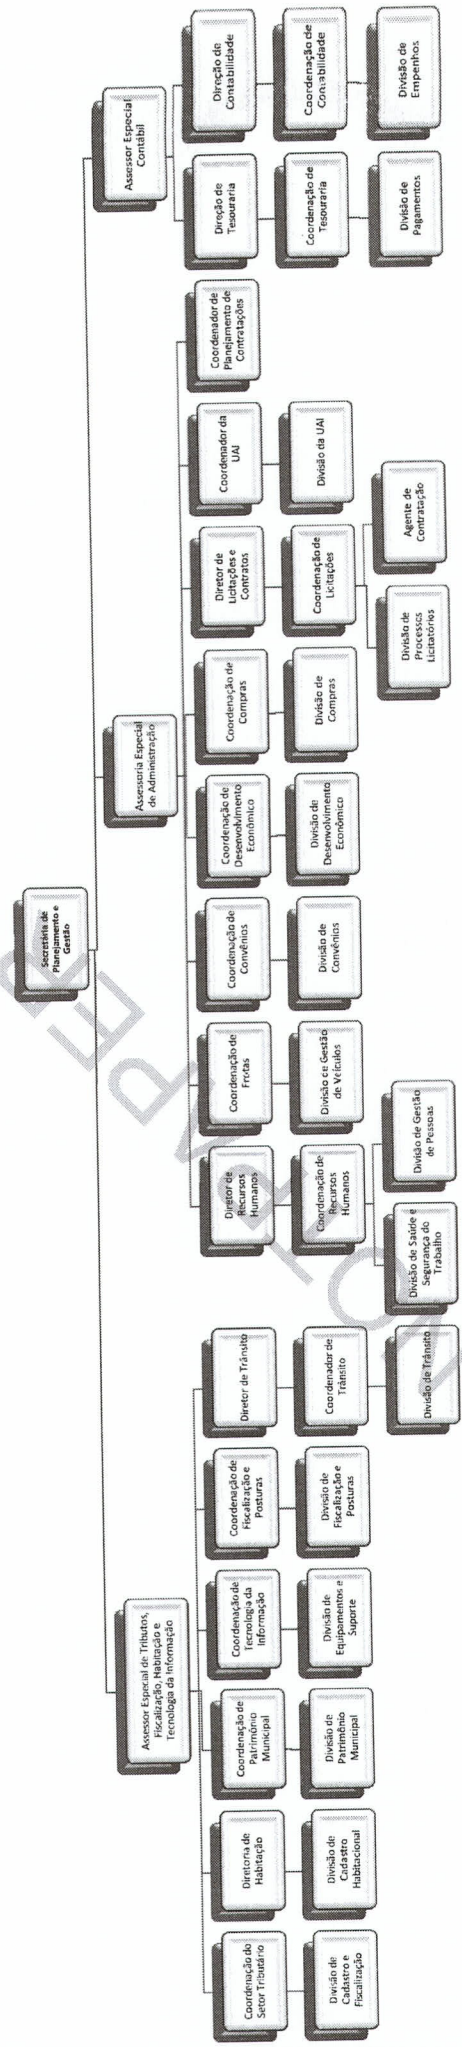 Secretária de
Planejamento e
Gestão
Assessor Especial de Tributos,
Fiscalização, Habitação e
Tecnologia da Informação
Assessoria Especial
de Administração
Assessor Especial
Contábil
Coordenação do
Setor Tributário
Diretoria de
Habitação
Coordenação de
Patrimônio
Municipal
Coordenação de
Tecnologia da
Informação
Coordenação de
Fiscalização e
Posturas
Diretor de Trânsito
Diretor de
Recursos
Humanos
Coordenação de
Frotas
Coordenação de
Convênios
Coordenação de
Desenvolvimento
Econômico
Coordenação de
Compras
Diretor de
Licitações e
Contratos
Coordenador da
UAI
Coordenador de
Planejamento de
Contratações
Direção de
Tesouraria
Direção de
Contabilidade
Divisão de
Cadastro e
Fiscalização
Divisão de
Cadastro
Habitacional
Divisão de
Patrimônio
Municipal
Divisão de
Equipamentos e
Suporte
Divisão de
Fiscalização e
Posturas
Coordenador de
Trânsito
Coordenação de
Recursos
Humanos
Divisão de Gestão
de Veículos
Divisão de
Convênios
Divisão de
Desenvolvimento
Econômico
Divisão de
Compras
Coordenação de
Licitações
Divisão da UAI
Coordenação de
Tesouraria
Coordenação de
Contabilidade
Divisão de Trânsito
Divisão de Saúde e
Segurança do
Trabalho
Divisão de Gestão
de Pessoas
Divisão de
Processos
Licitatórios
Agente de
Contratação
Divisão de
Pagamentos
Divisão de
Empenhos